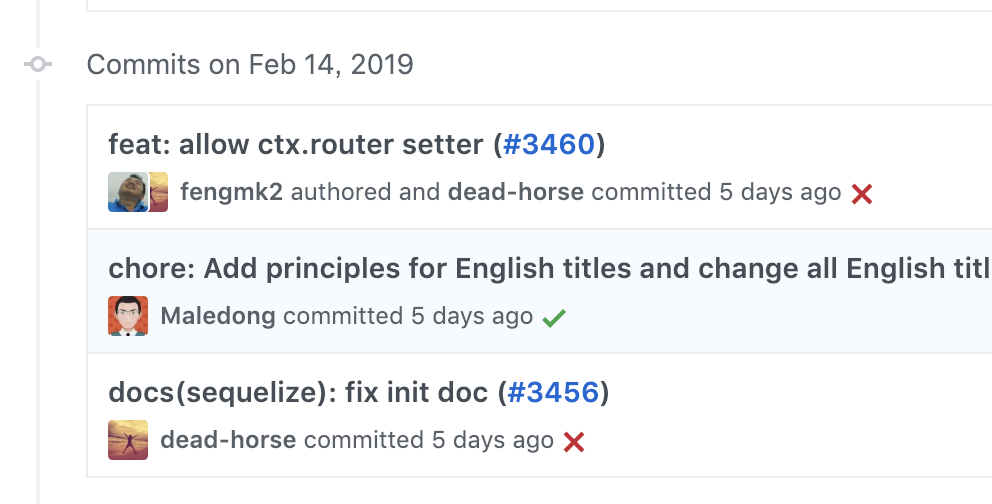 Commits on Feb 14, 2019
feat: allow ctx.router setter (#3460)
fengmk2 authored and dead-horse committed 5 days ago
chore: Add principles for English titles and change all English titl
Maledong committed 5 days ago
docs(sequelize): fix init doc (#3456)
dead-horse committed 5 days ago